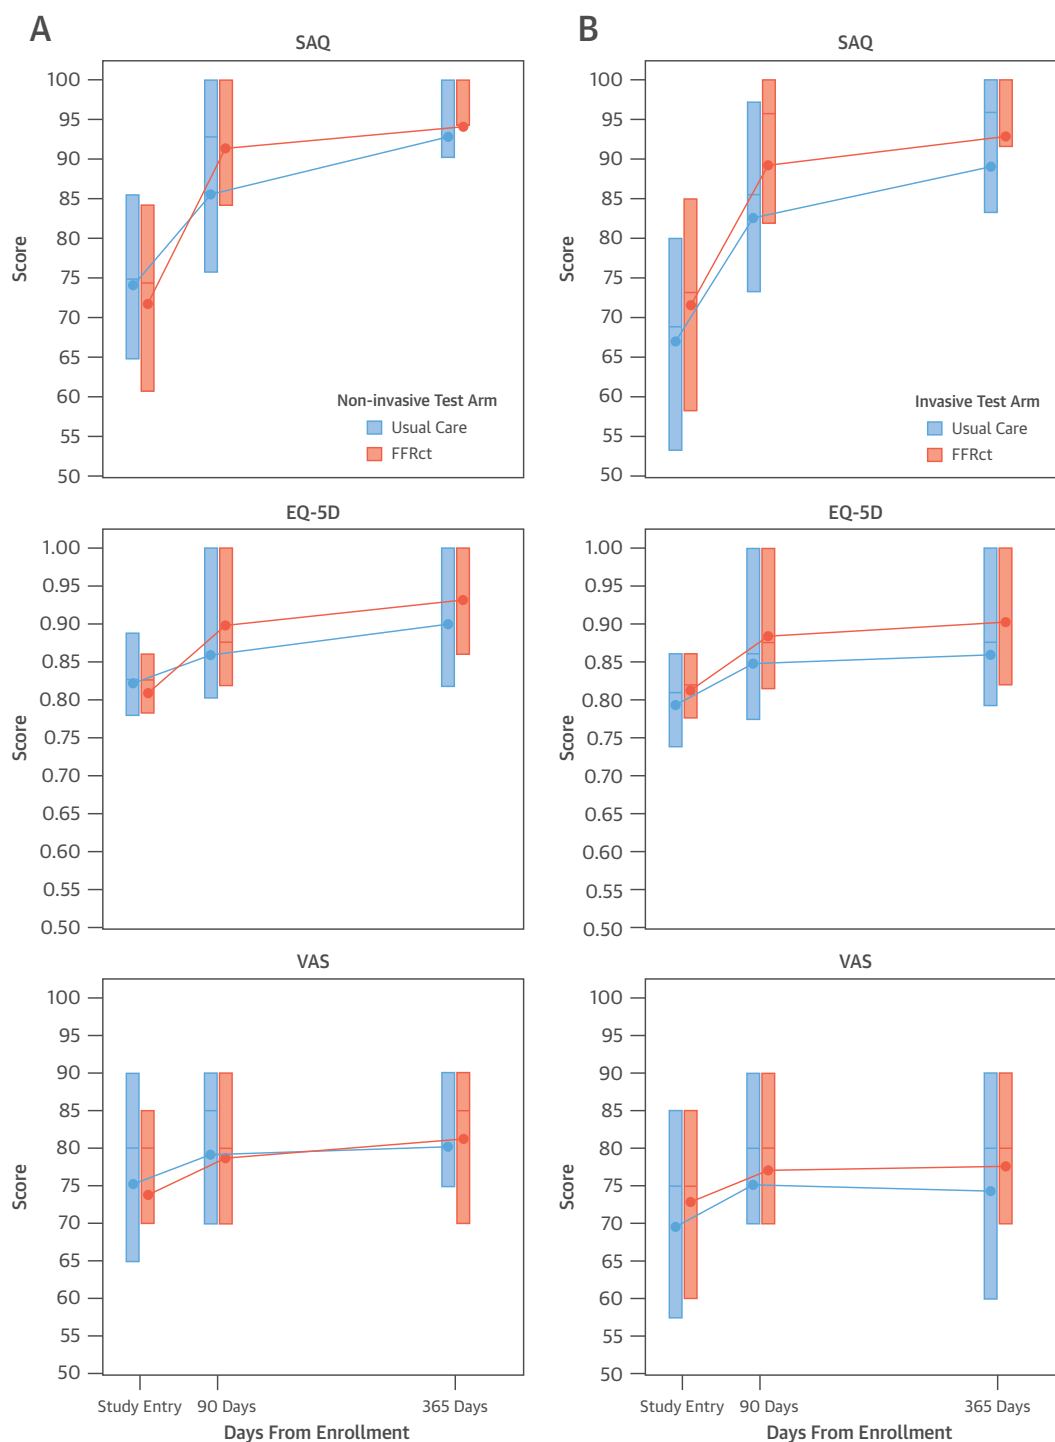 A
SAQ
100
95
90
85
80
75
70
65
60
55
50
Score
Non-invasive Test Arm
Usual Care
FFRct
B
SAQ
100
95
90
85
80
75
70
65
60
55
50
Score
Invasive Test Arm
Usual Care
FFRct
EQ-5D
1.00
0.95
0.90
0.85
0.80
0.75
0.70
0.65
0.60
0.55
0.50
Score
EQ-5D
1.00
0.95
0.90
0.85
0.80
0.75
0.70
0.65
0.60
0.55
0.50
Score
VAS
100
95
90
85
80
75
70
65
60
55
50
Score
Study Entry 90 Days 365 Days
Days From Enrollment
VAS
100
95
90
85
80
75
70
65
60
55
50
Score
Study Entry 90 Days 365 Days
Days From Enrollment